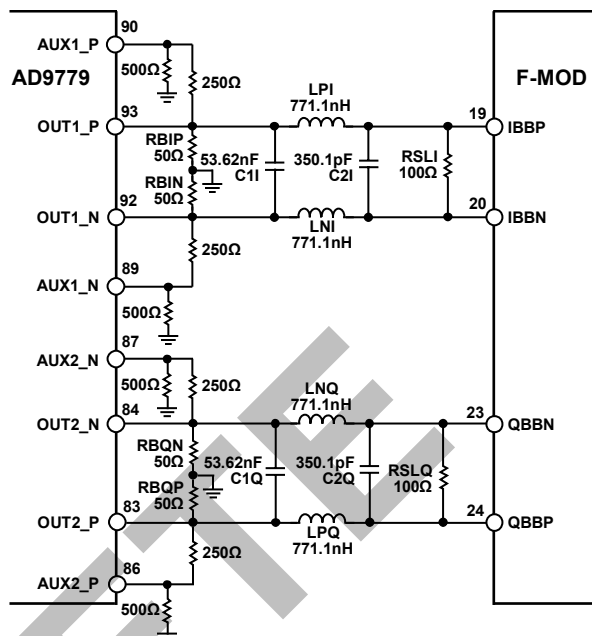 90
AUX1_P
500Ω
250Ω
AD9779
F-MOD
93
OUT1_P
LPI
771.1nH
19
IBBP
RBIP
50Ω
53.62nF
C1I
350.1pF
C2I
RSLI
100Ω
RBIN
50Ω
92
OUT1_N
LNI
771.1nH
20
IBBN
250Ω
89
AUX1_N
500Ω
87
AUX2_N
500Ω
250Ω
LNQ
771.1nH
84
OUT2_N
23
QBBN
RBQN
50Ω
53.62nF
C1Q
350.1pF
C2Q
RSLQ
100Ω
RBQP
50Ω
83
OUT2_P
LPQ
771.1nH
24
QBBP
250Ω
86
AUX2_P
500Ω